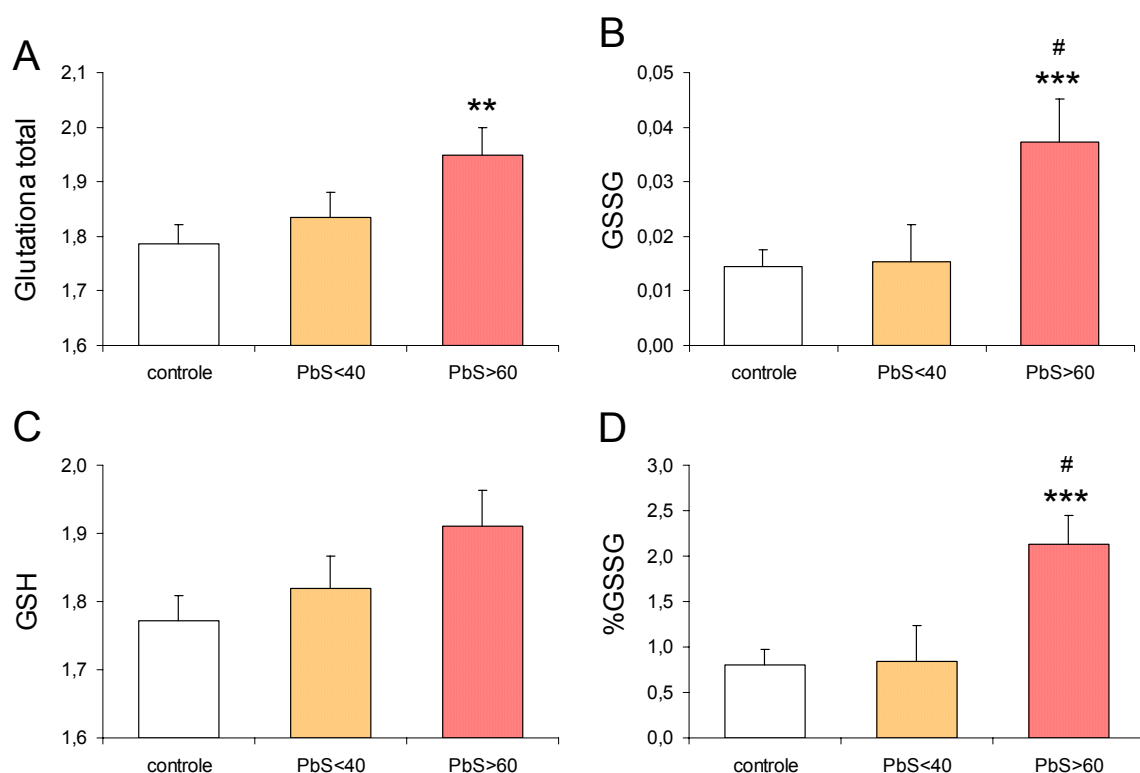 A
Glutationa total
2,1
2,0
1,9
1,8
1,7
1,6
**
controle PbS<40 PbS>60
B
GSSG
0,05
0,04
0,03
0,02
0,01
0,00
#
***
controle PbS<40 PbS>60
C
GSH
2,0
1,9
1,8
1,7
1,6
controle PbS<40 PbS>60
D
%GSSG
3,0
2,5
2,0
1,5
1,0
0,5
0,0
#
***
controle PbS<40 PbS>60